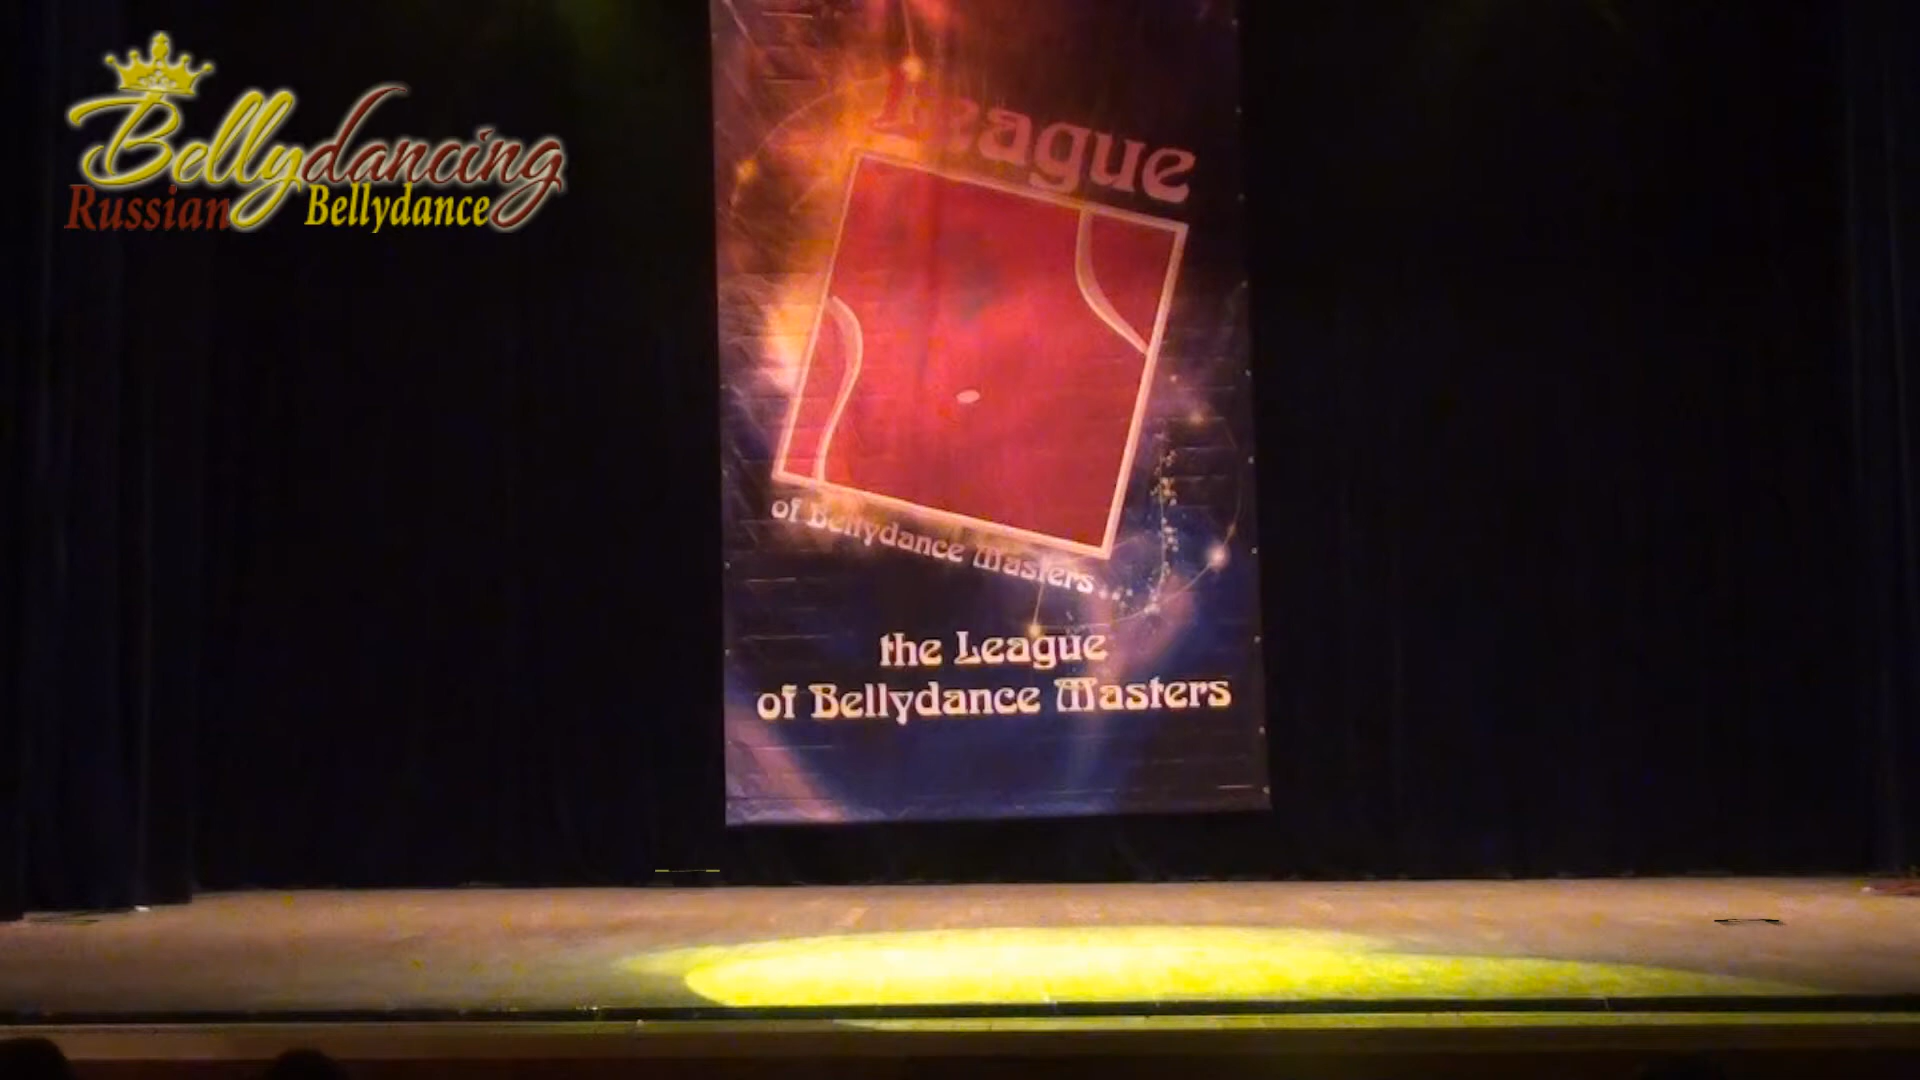 Bellydancing
Russian Bellydance
League
of Bellydance Masters...
the League
of Bellydance Masters